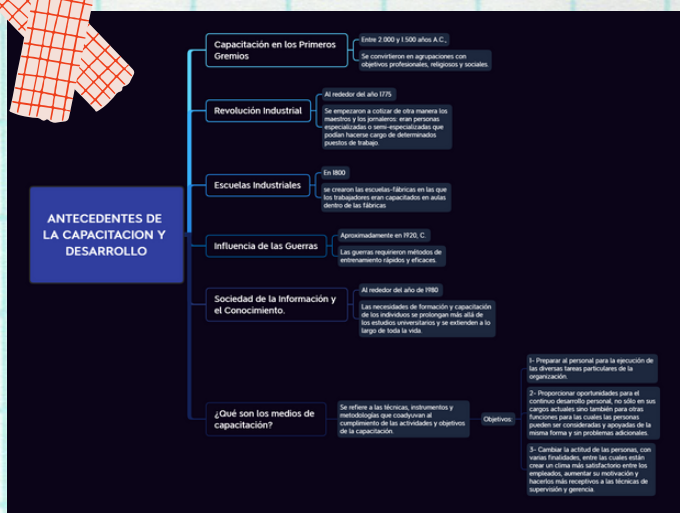 ANTECEDENTES DE
LA CAPACITACION Y
DESARROLLO
Capacitación en los Primeros
Gremios
Entre 2.000 y 1.500 años A.C.,
Se convirtieron en agrupaciones con
objetivos profesionales, religiosos y sociales.
Revolución Industrial
Al rededor del año 1775
Se empezaron a cotizar de otra manera los
maestros y los jornaleros: eran personas
especializadas o semi-especializadas que
podían hacerse cargo de determinados
puestos de trabajo.
Escuelas Industriales
En 1800
se crearon las escuelas-fábricas en las que
los trabajadores eran capacitados en aulas
dentro de las fábricas
Influencia de las Guerras
Aproximadamente en 1920, C.
Las guerras requirieron métodos de
entrenamiento rápidos y eficaces.
Sociedad de la Información y
el Conocimiento.
Al rededor del año de 1980
Las necesidades de formación y capacitación
de los individuos se prolongan más allá de
los estudios universitarios y se extienden a lo
largo de toda la vida.
¿Qué son los medios de
capacitación?
Se refiere a las técnicas, instrumentos y
metodologías que coadyuvan al
cumplimiento de las actividades y objetivos
de la capacitación.
Objetivos:
1- Preparar al personal para la ejecución de
las diversas tareas particulares de la
organización.
2- Proporcionar oportunidades para el
continuo desarrollo personal, no sólo en sus
cargos actuales sino también para otras
funciones para las cuales las personas
pueden ser consideradas y apoyadas de la
misma forma y sin problemas adicionales.
3- Cambiar la actitud de las personas, con
varias finalidades, entre las cuales están
crear un clima más satisfactorio entre los
empleados, aumentar su motivación y
hacerlos más receptivos a las técnicas de
supervisión y gerencia.